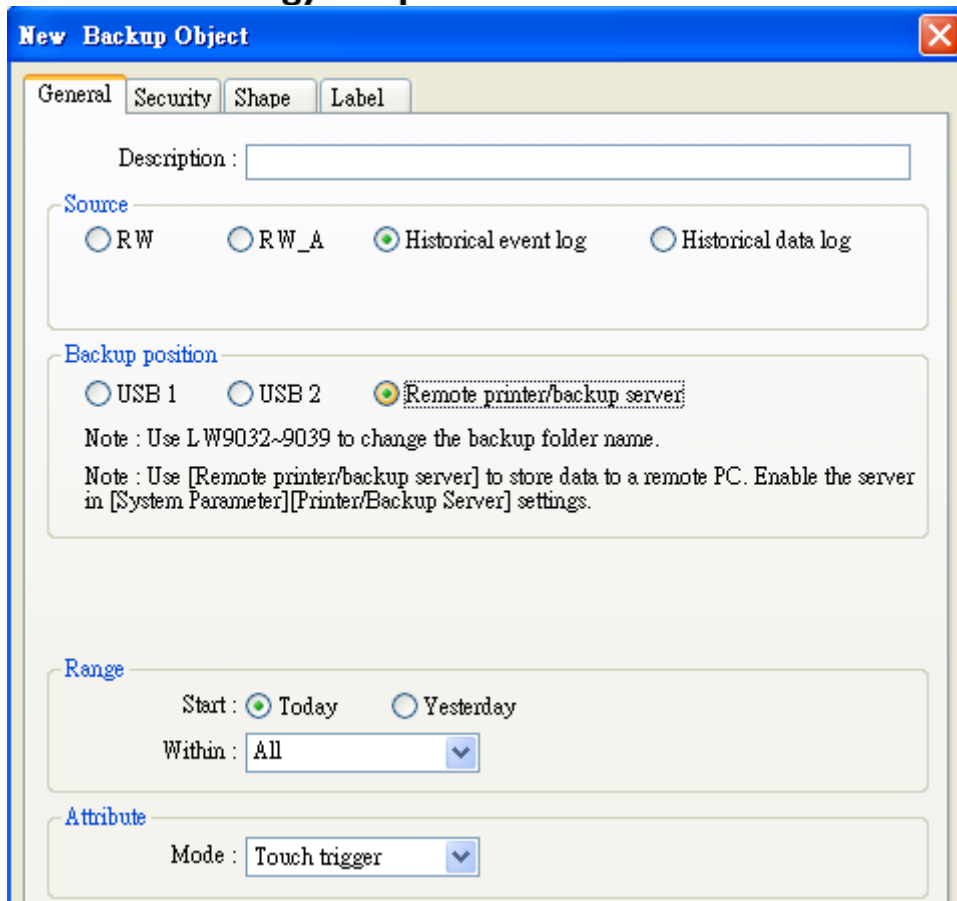 New Backup Object
General Security Shape Label
Description :
Source
RW RW_A Historical event log Historical data log
Backup position
USB 1 USB 2 Remote printer/backup server
Note : Use LW9032~9039 to change the backup folder name.
Note : Use [Remote printer/backup server] to store data to a remote PC. Enable the server
in [System Parameter][Printer/Backup Server] settings.
Range
Start : Today Yesterday
Within : All
Attribute
Mode : Touch trigger